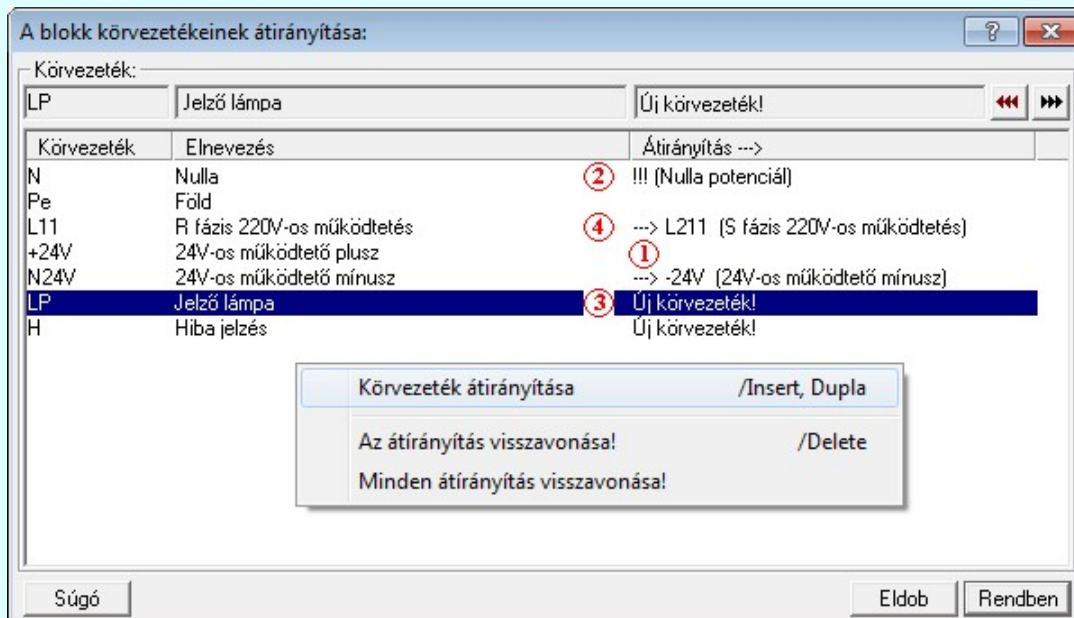 A blokk körvezetékeinek átirányítása:
Körvezeték:
LP Jelző lámpa Új körvezeték!
Körvezeték Elnevezés Átirányítás --->
N Nulla 2 !!! (Nulla potenciál)
Pe Föld
L11 R fázis 220V-os működtetés 4 ---> L211 (S fázis 220V-os működtetés)
+24V 24V-os működtető plusz 1
N24V 24V-os működtető mínusz ---> -24V (24V-os működtető mínusz)
LP Jelző lámpa 3 Új körvezeték!
H Hiba jelzés Új körvezeték!
Körvezeték átirányítása /Insert, Dupla
Az átírányítás visszavonása! /Delete
Minden átírányítás visszavonása!
Súgó Eldob Rendben